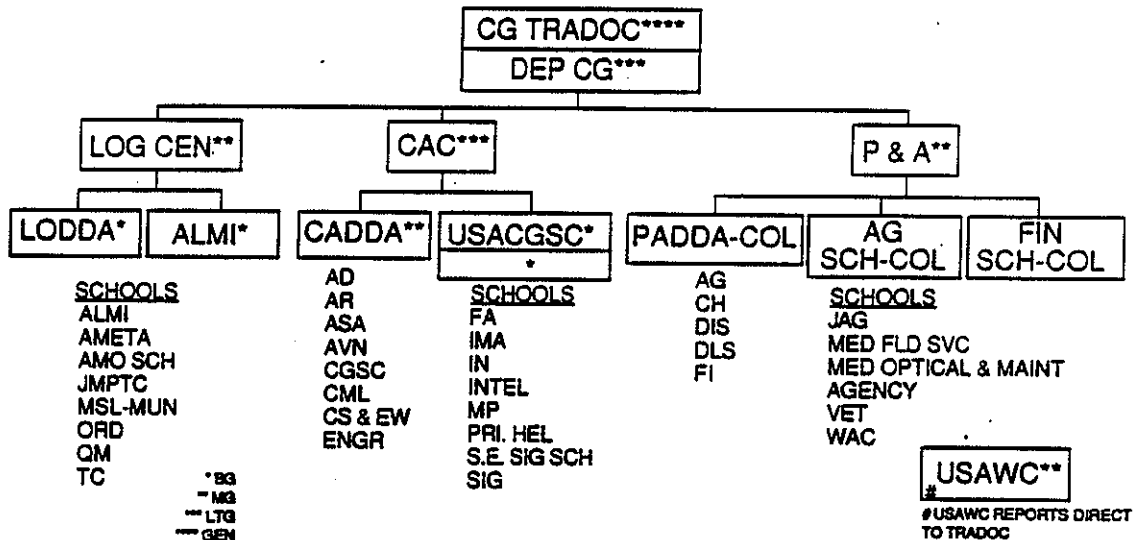 CG TRADOC****
DEP CG***
LOG CEN**
CAC***
P & A**
LODDA*
ALMI*
CADDA**
USACGSC*
*
PADDA-COL
AG
SCH-COL
FIN
SCH-COL
SCHOOLS
ALMI
AMETA
AMO SCH
JMPTC
MSL-MUN
ORD
QM
TC
AD
AR
ASA
AVN
CGSC
CML
CS & EW
ENGR
SCHOOLS
FA
IMA
IN
INTEL
MP
PRI. HEL
S.E. SIG SCH
SIG
AG
CH
DIS
DLS
FI
SCHOOLS
JAG
MED FLD SVC
MED OPTICAL & MAINT
AGENCY
VET
WAC
* BG
** MG
*** LTG
**** GEN
USAWC**
#
# USAWC REPORTS DIRECT
TO TRADOC